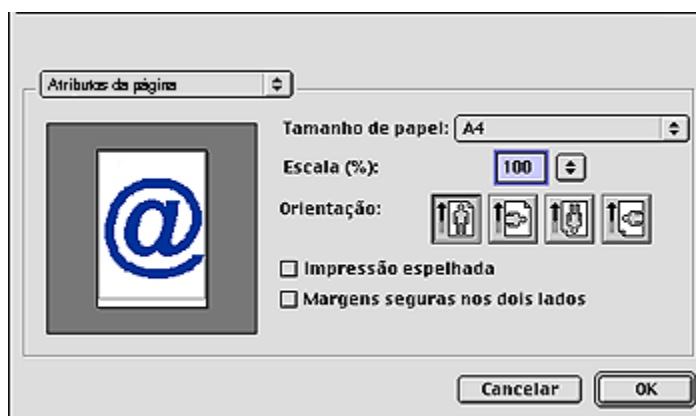 Atributos da página
Tamanho de papel: A4
Escala (%): 100
Orientação:
@
Impressão espelhada
Margens seguras nos dois lados
Cancelar OK